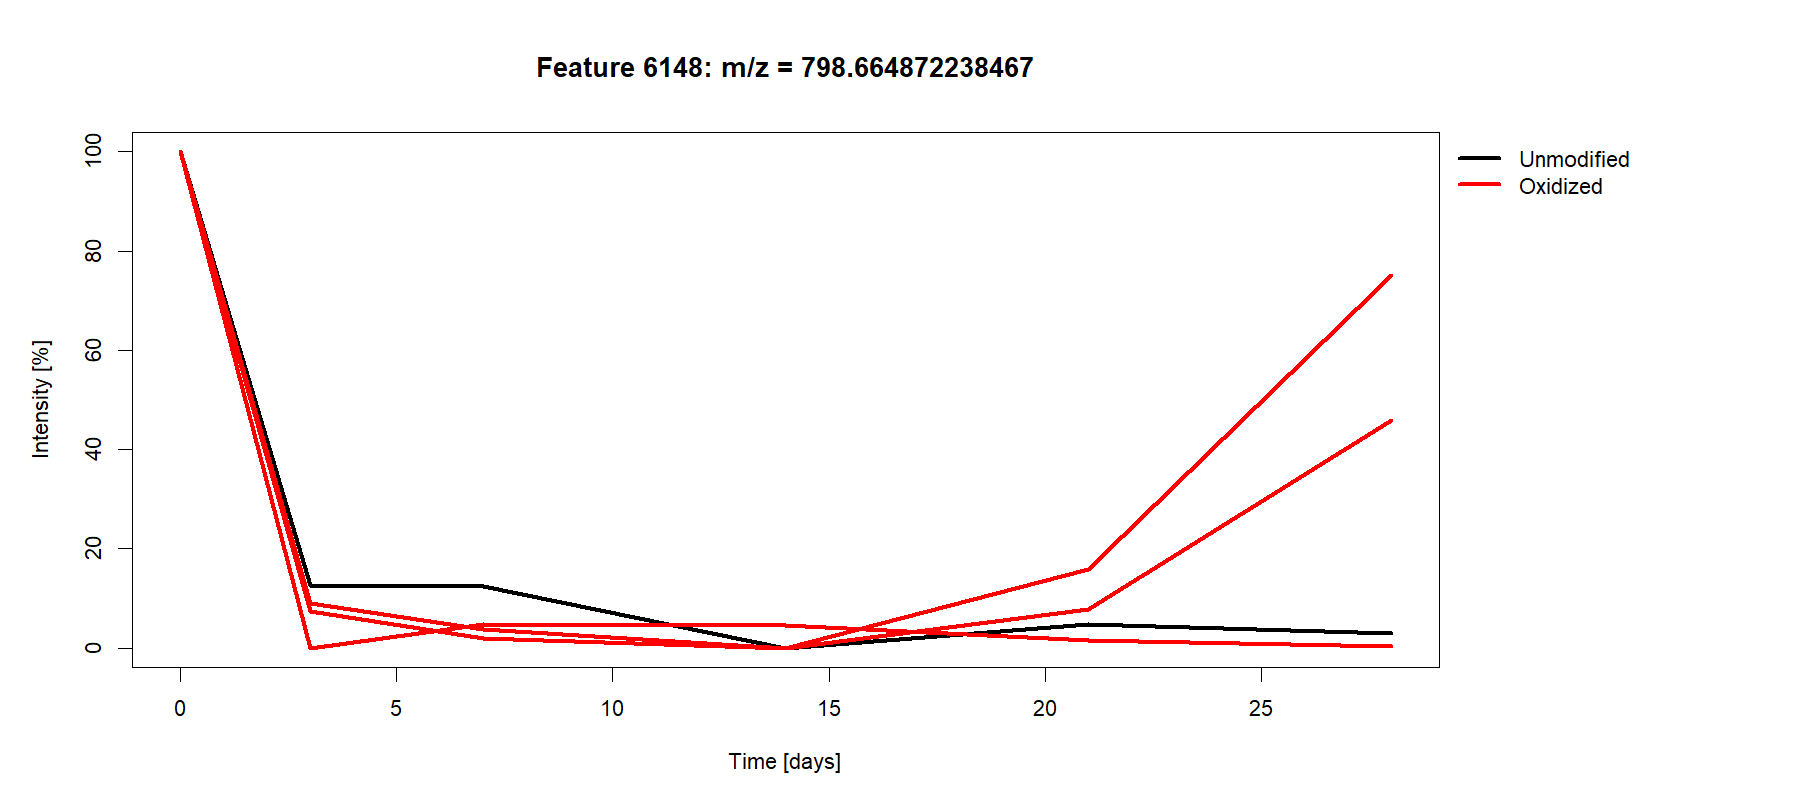 Feature 6148: m/z = 798.664872238467
Unmodified
Oxidized
Intensity [%]
100
80
60
40
20
0
0 5 10 15 20 25
Time [days]